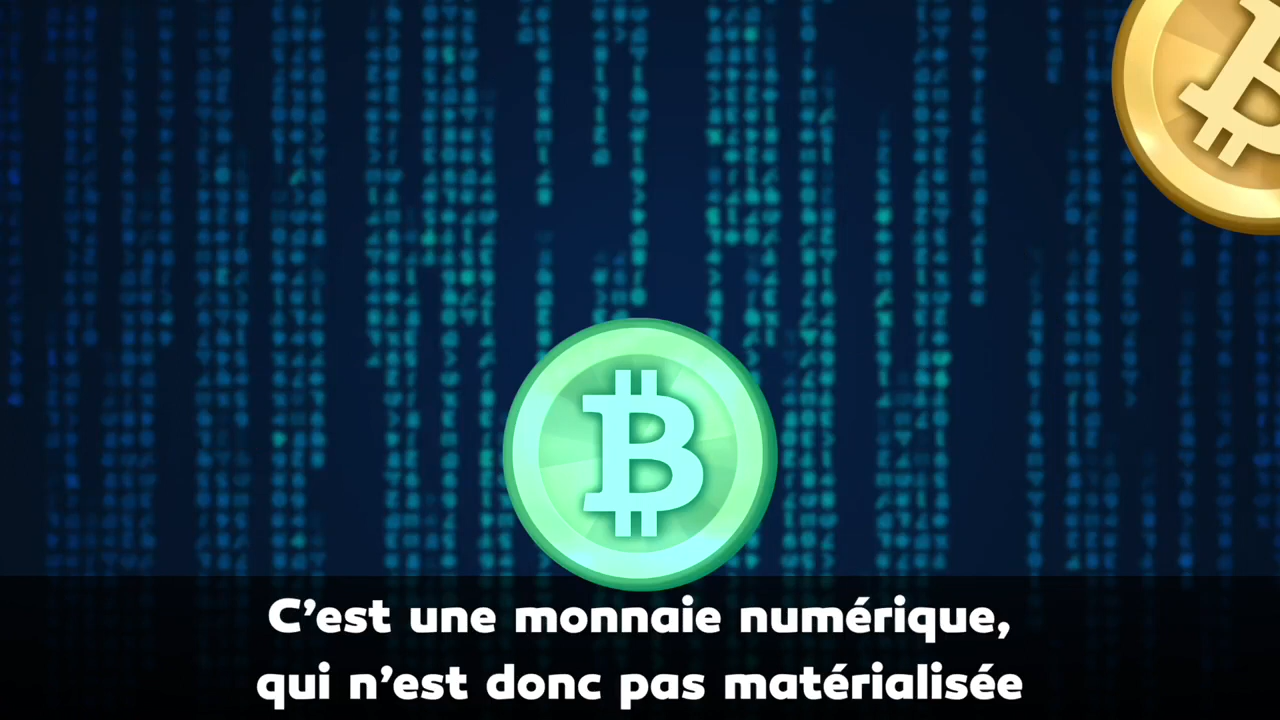 C’est une monnaie numérique,
qui n’est donc pas matérialisée